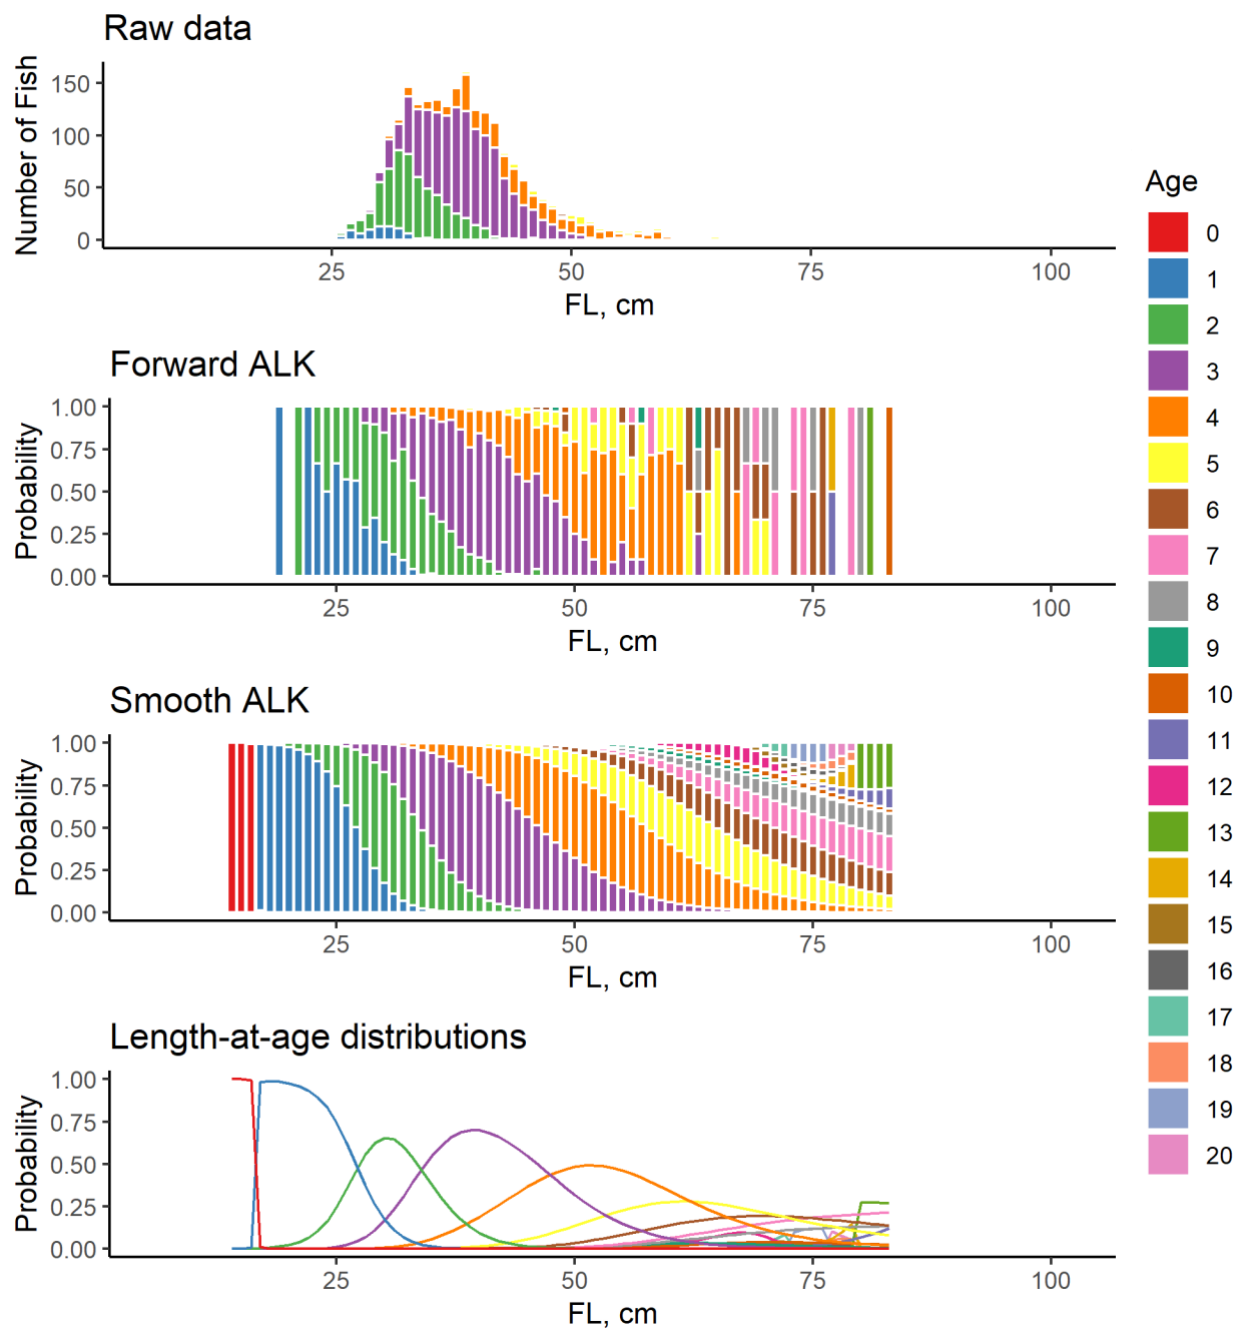 Raw data
Number of Fish
150
100
50
0
25 50 75 100
FL, cm
Forward ALK
Probability
1.00
0.75
0.50
0.25
0.00
25 50 75 100
FL, cm
Smooth ALK
Probability
1.00
0.75
0.50
0.25
0.00
25 50 75 100
FL, cm
Length-at-age distributions
Probability
1.00
0.75
0.50
0.25
0.00
25 50 75 100
FL, cm
Age
0
1
2
3
4
5
6
7
8
9
10
11
12
13
14
15
16
17
18
19
20